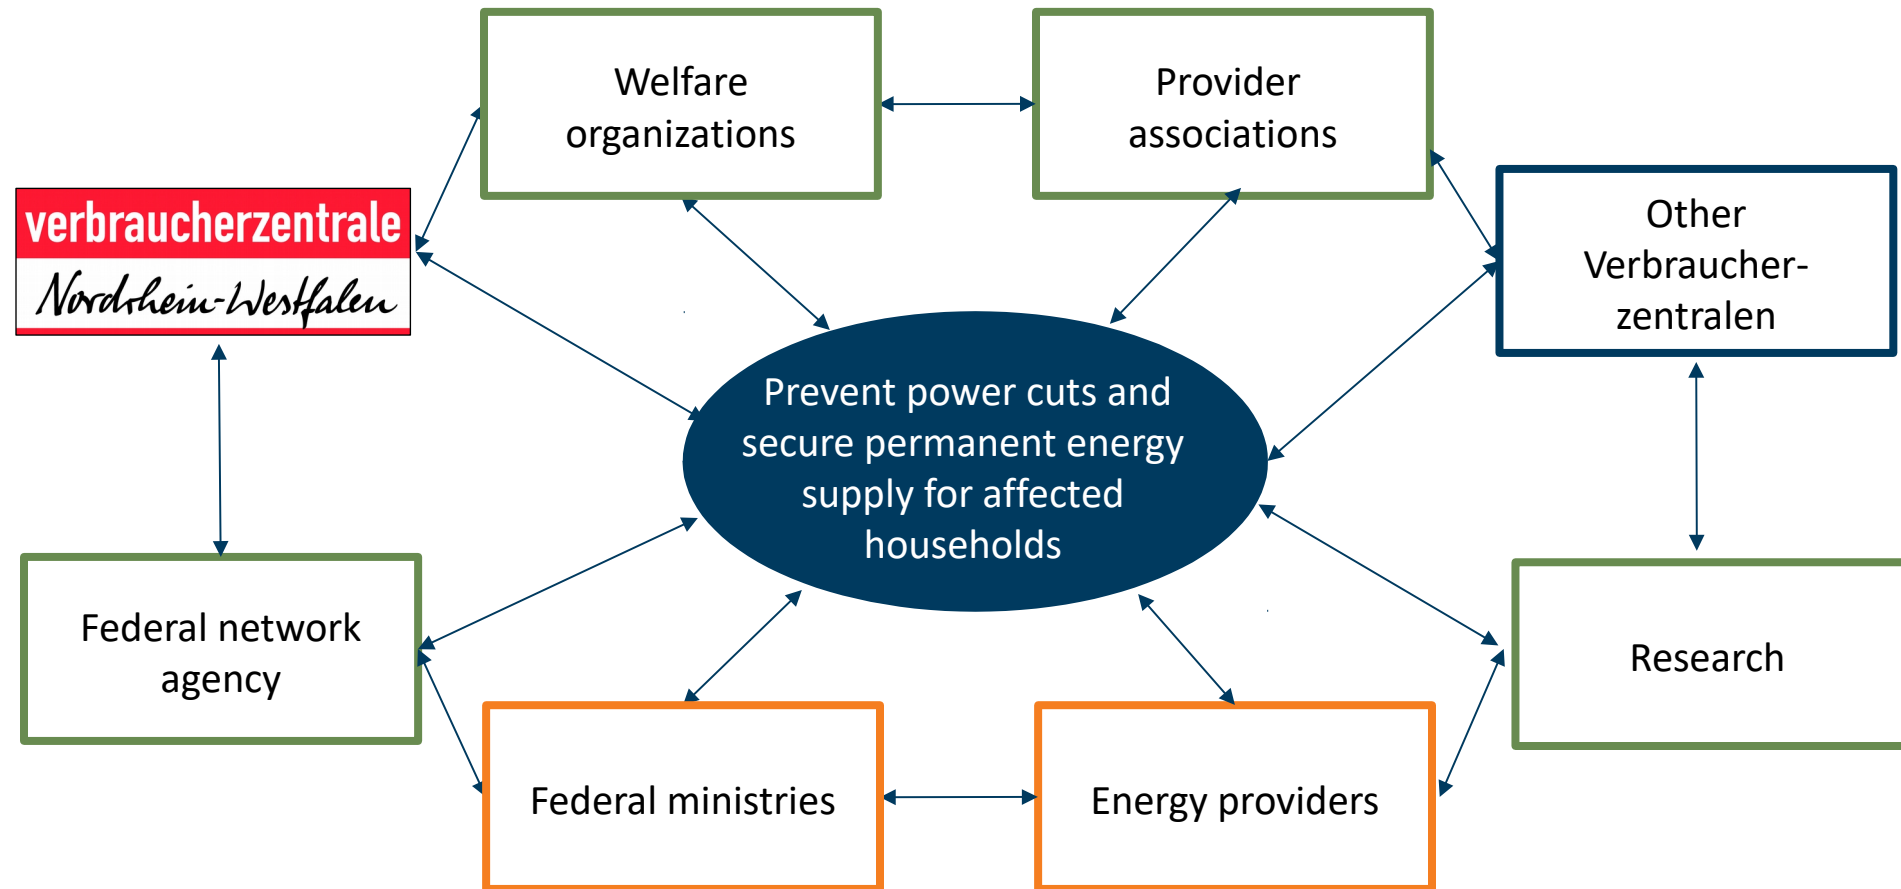 Welfare
organizations
Provider
associations
verbraucherzentrale
Nordrhein-Westfalen
Other
Verbraucher-
zentralen
Prevent power cuts and
secure permanent energy
supply for affected
households
Federal network
agency
Research
Federal ministries
Energy providers